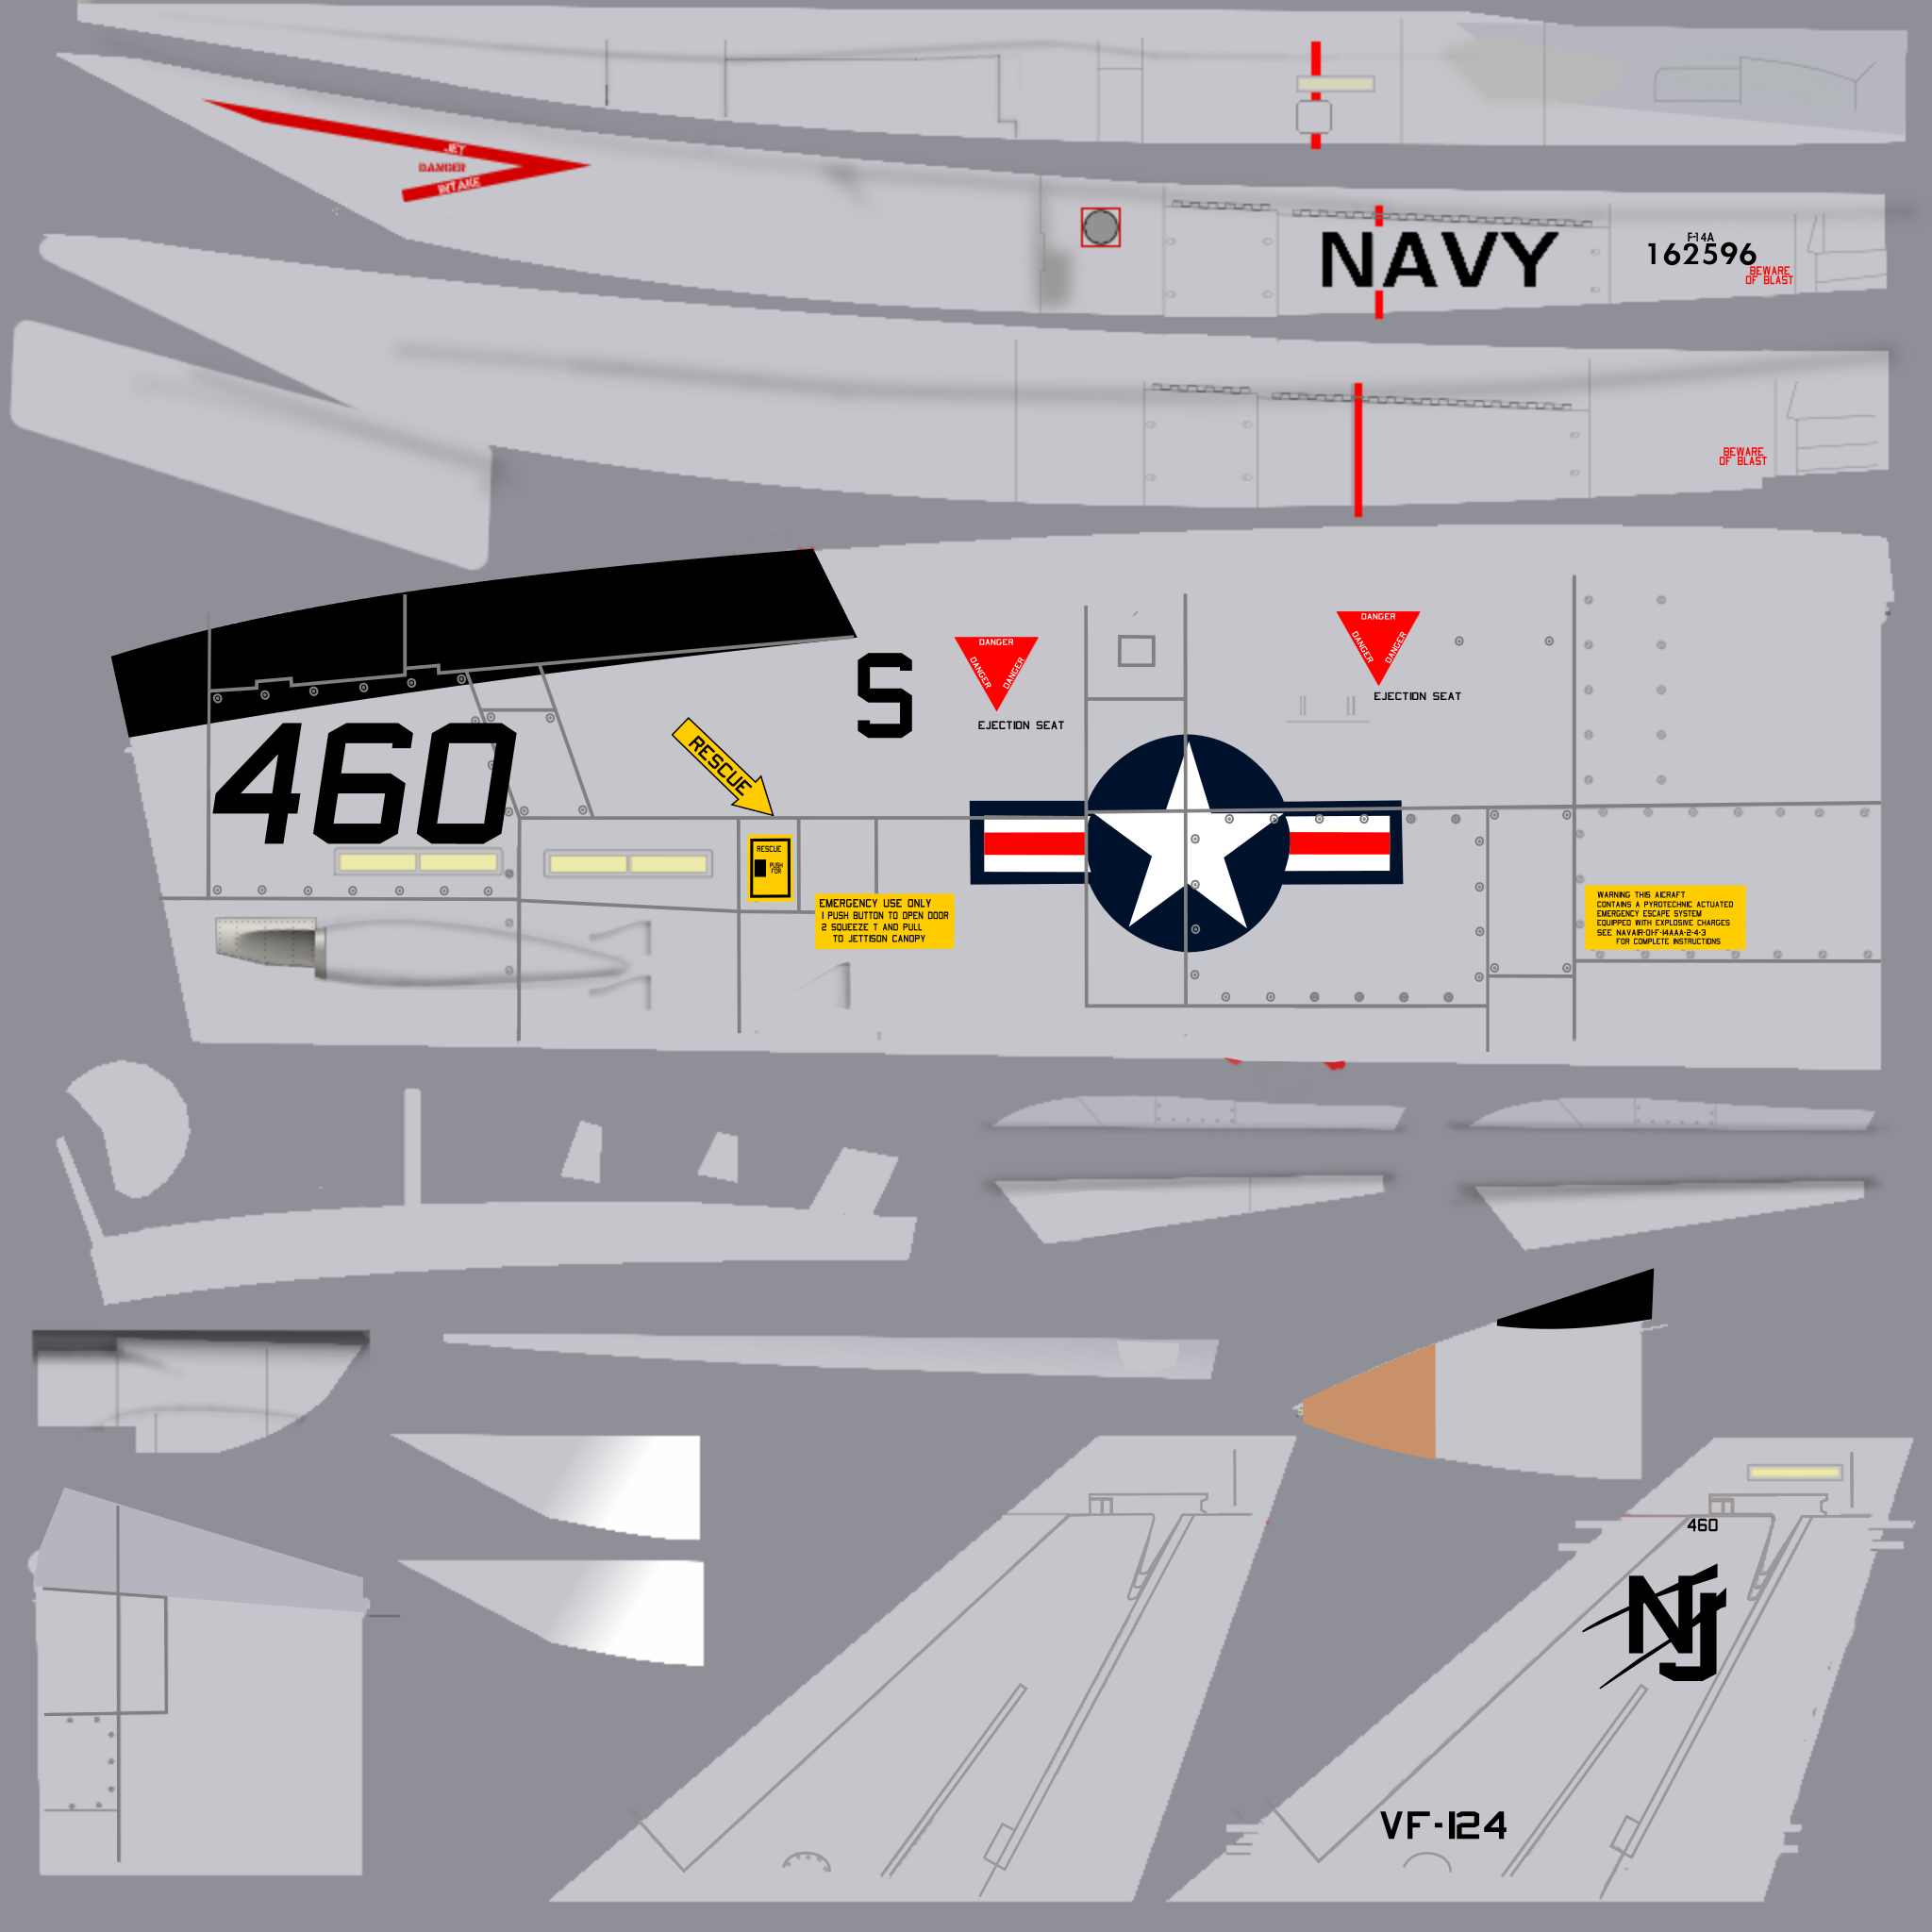 JET
DANGER
INTAKE
NAVY
F-14A
162596
BEWARE
OF BLAST
BEWARE
OF BLAST
DANGER
DANGER
DANGER
EJECTION SEAT
DANGER
DANGER
DANGER
EJECTION SEAT
S
460
RESCUE
RESCUE
PUSH
FOR
EMERGENCY USE ONLY
1 PUSH BUTTON TO OPEN DOOR
2 SQUEEZE T AND PULL
TO JETTISON CANOPY
WARNING THIS AICRAFT
CONTAINS A PYROTECHNIC ACTUATED
EMERGENCY ESCAPE SYSTEM
EQUIPPED WITH EXPLOSIVE CHARGES
SEE NAVAIR-01-F-14AAA-2-4-3
FOR COMPLETE INSTRUCTIONS
460
NJ
VF-124